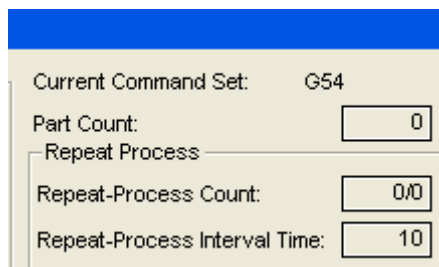 Current Command Set: G54
Part Count: 0
Repeat Process
Repeat-Process Count: 0/0
Repeat-Process Interval Time: 10